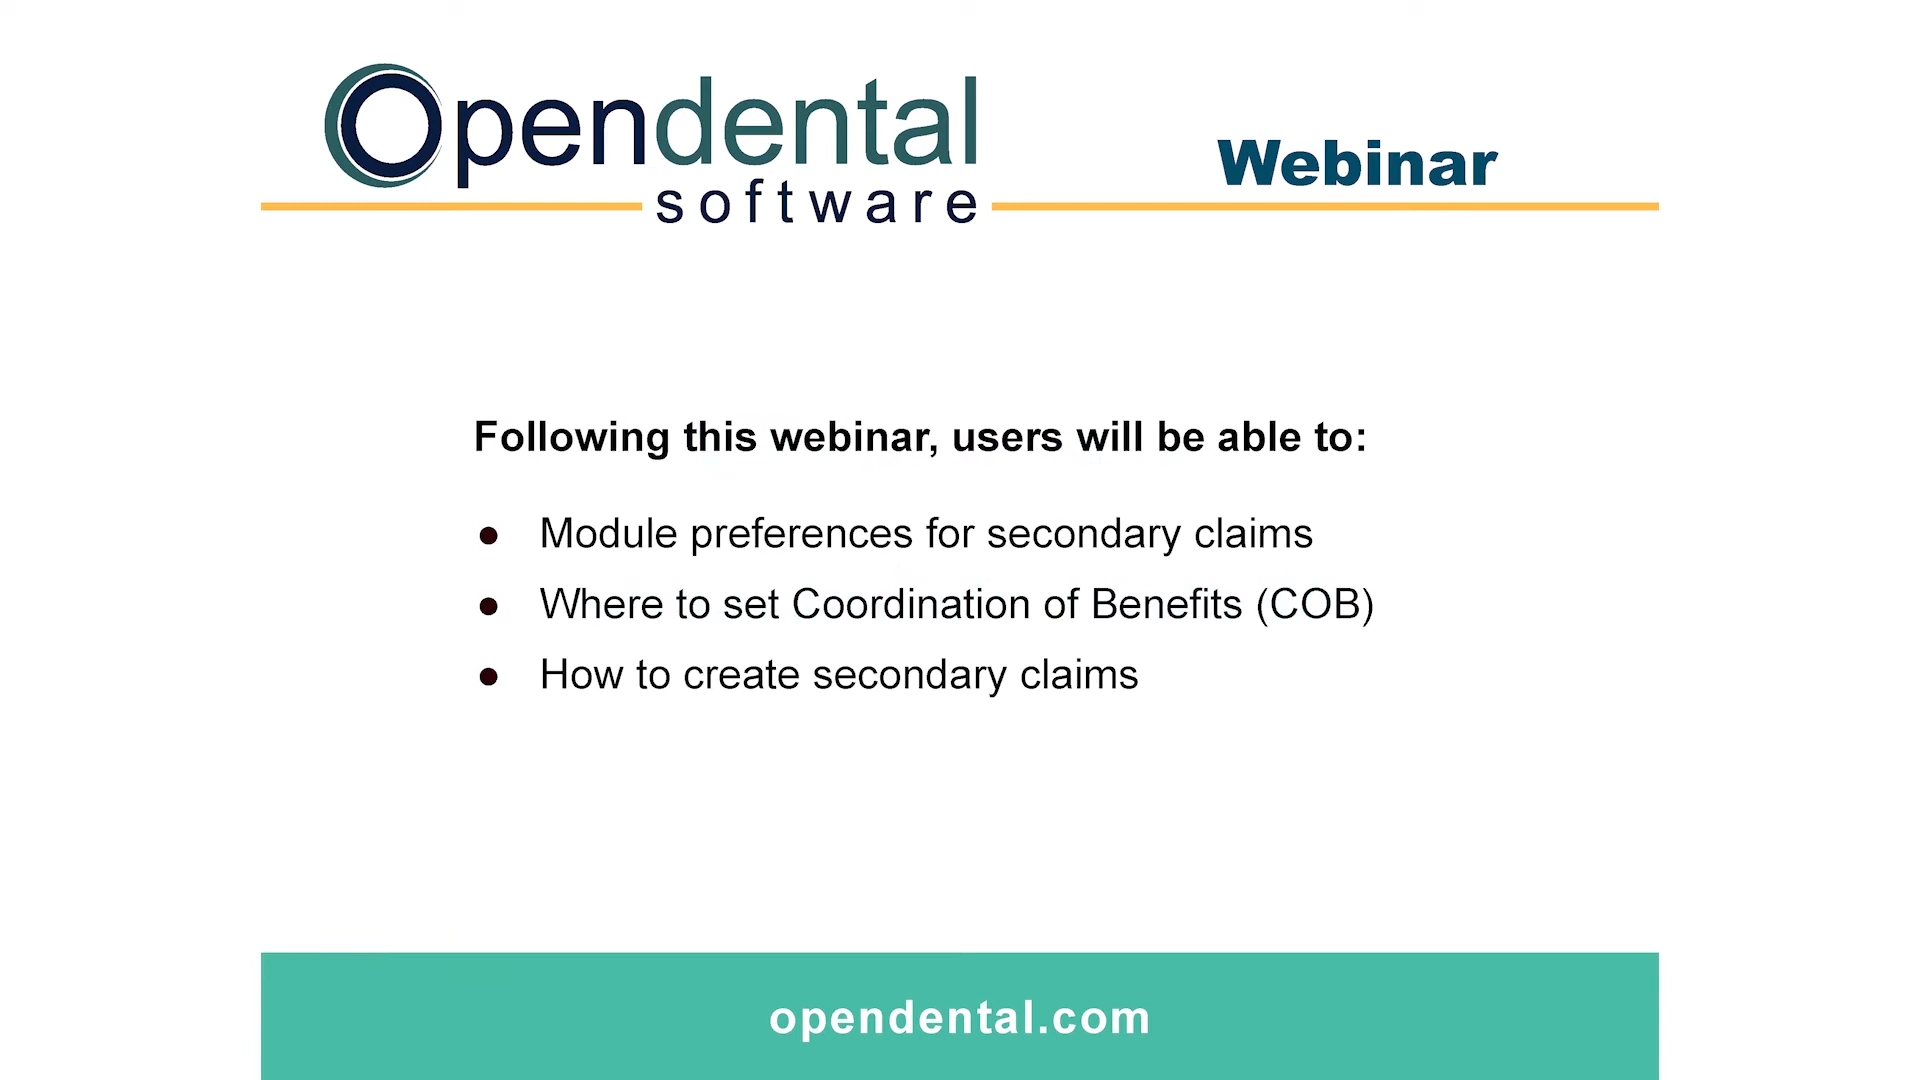 Opendental
software
Webinar
Following this webinar, users will be able to:
● Module preferences for secondary claims
● Where to set Coordination of Benefits (COB)
● How to create secondary claims
opendental.com